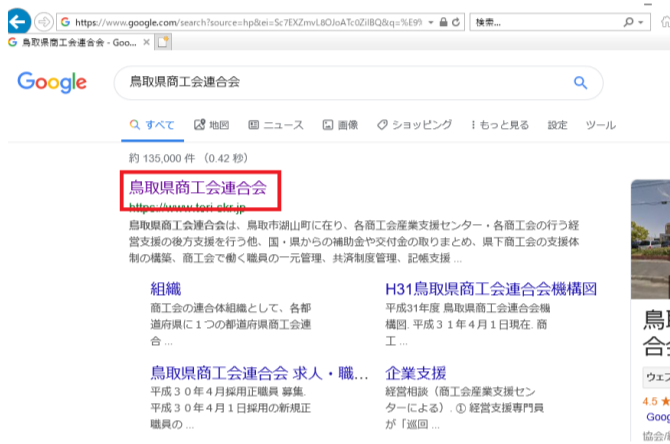 https://www.google.com/search?source=hp&ei=Sc7EXZmvL8OJoATc0ZiIBQ&q=%E9%
検索...
鳥取県商工会連合会 - Goo...
Google
鳥取県商工会連合会
すべて 地図 ニュース 画像 ショッピング もっと見る 設定 ツール
約 135,000 件 （0.42 秒）
鳥取県商工会連合会
https://www.tori-skr.jp
鳥取県商工会連合会は、鳥取市湖山町に在り、各商工会産業支援センター・各商工会の行う経
営支援の後方支援を行う他、国・県からの補助金や交付金の取りまとめ、県下商工会の支援体
制の構築、商工会で働く職員の一元管理、共済制度管理、記帳支援 ...
組織
商工会の連合体組織として、各都
道府県に１つの都道府県商工会連
合 ...
H31鳥取県商工会連合会機構図
平成31年度 鳥取県商工会連合会機
構図. 平成３１年４月１日現在. 商
工 ...
鳥取県商工会連合会 求人・職...
平成３０年４月採用正職員 募集.
平成３０年４月１日採用の新規正
職員の ...
企業支援
経営相談（商工会産業支援セン
ターによる）. ① 経営支援専門員
が「巡回 ...
鳥
合会
ウェブ
4.5 ★
Goog
協会/